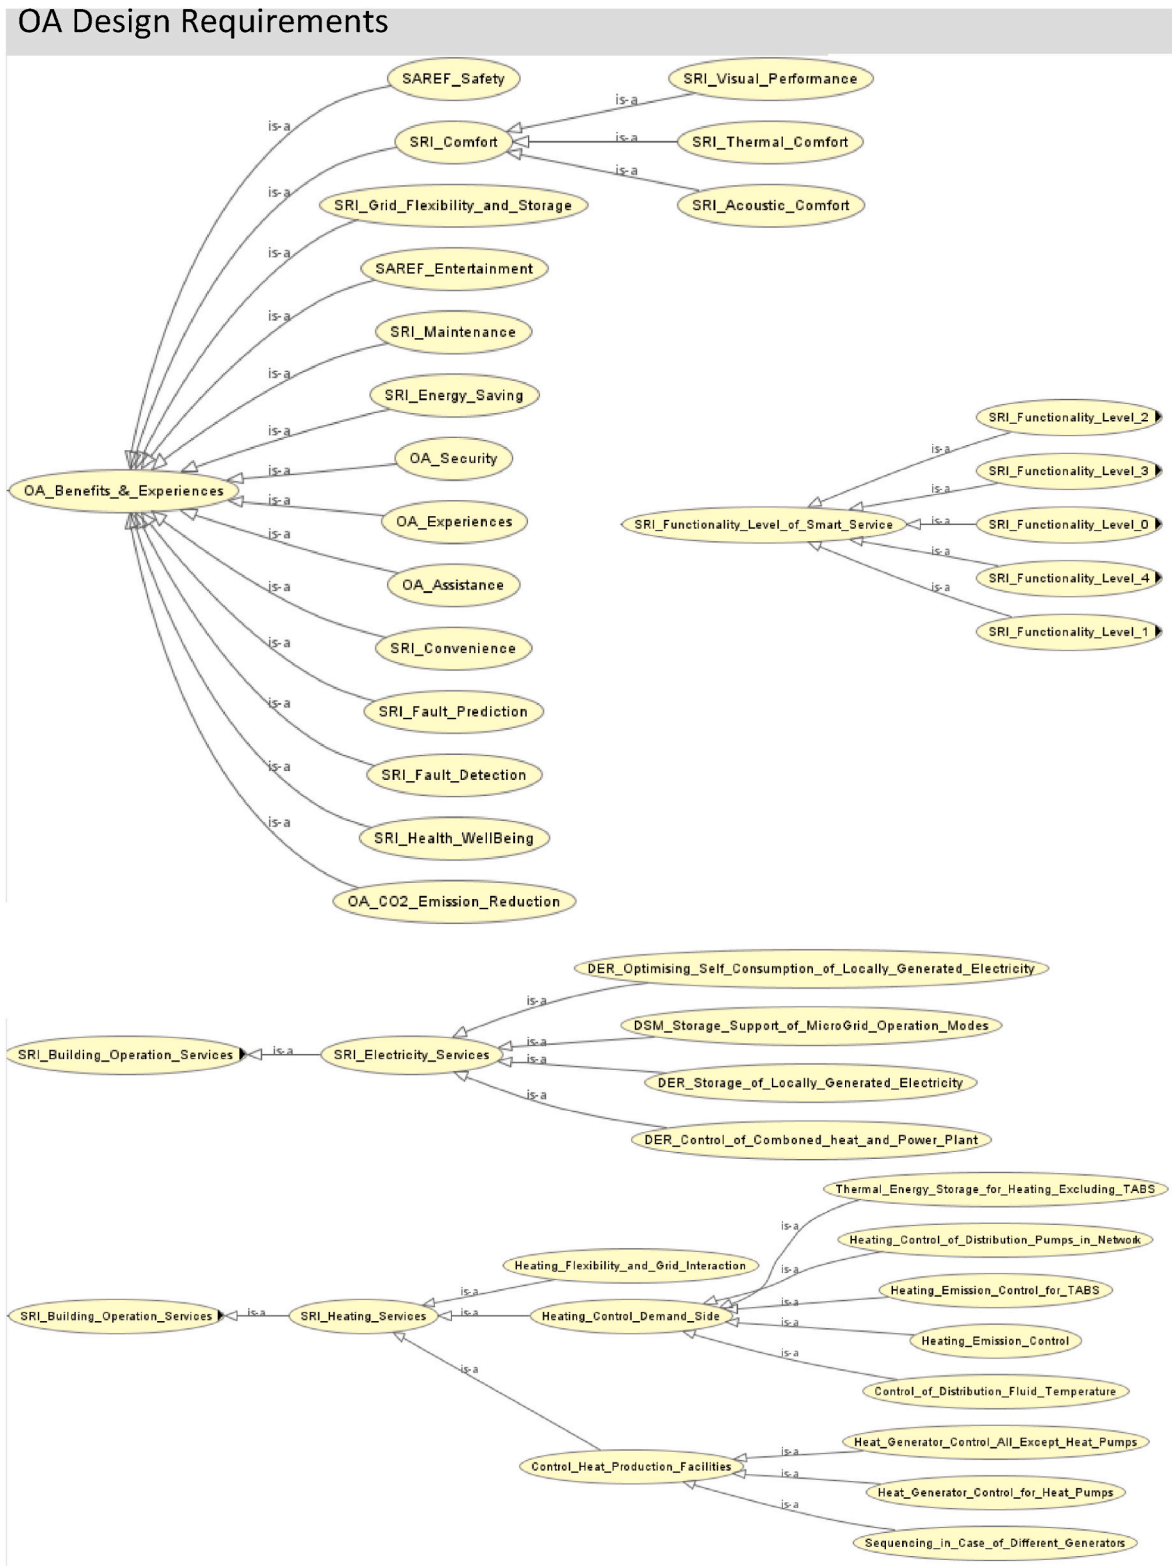 OA Design Requirements
SAREF_Safety
SRI_Visual_Performance
is-a
is-a
SRI_Comfort
is-a
SRI_Thermal_Comfort
is-a
is-a
SRI_Grid_Flexibility_and_Storage
SRI_Acoustic_Comfort
is-a
SAREF_Entertainment
is-a
SRI_Maintenance
is-a
SRI_Energy_Saving
is-a
OA_Security
is-a
OA_Benefits_&_Experiences
is-a
OA_Experiences
is-a
OA_Assistance
is-a
SRI_Convenience
is-a
SRI_Fault_Prediction
is-a
SRI_Fault_Detection
is-a
SRI_Health_WellBeing
is-a
OA_CO2_Emission_Reduction
SRI_Functionality_Level_2
is-a
SRI_Functionality_Level_3
is-a
SRI_Functionality_Level_of_Smart_Service
is-a
SRI_Functionality_Level_0
is-a
SRI_Functionality_Level_4
is-a
SRI_Functionality_Level_1
DER_Optimising_Self_Consumption_of_Locally_Generated_Electricity
is-a
DSM_Storage_Support_of_MicroGrid_Operation_Modes
is-a
SRI_Building_Operation_Services
is-a
SRI_Electricity_Services
is-a
DER_Storage_of_Locally_Generated_Electricity
is-a
DER_Control_of_Comboned_heat_and_Power_Plant
Thermal_Energy_Storage_for_Heating_Excluding_TABS
is-a
Heating_Control_of_Distribution_Pumps_in_Network
Heating_Flexibility_and_Grid_Interaction
is-a
is-a
Heating_Emission_Control_for_TABS
is-a
SRI_Building_Operation_Services
is-a
SRI_Heating_Services
is-a
Heating_Control_Demand_Side
is-a
Heating_Emission_Control
is-a
is-a
Control_of_Distribution_Fluid_Temperature
Heat_Generator_Control_All_Except_Heat_Pumps
is-a
Control_Heat_Production_Facilities
is-a
Heat_Generator_Control_for_Heat_Pumps
is-a
Sequencing_in_Case_of_Different_Generators